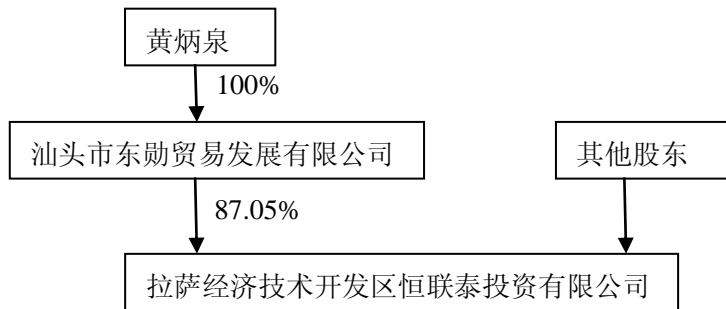 黄炳泉
100%
汕头市东勋贸易发展有限公司
其他股东
87.05%
拉萨经济技术开发区恒联泰投资有限公司